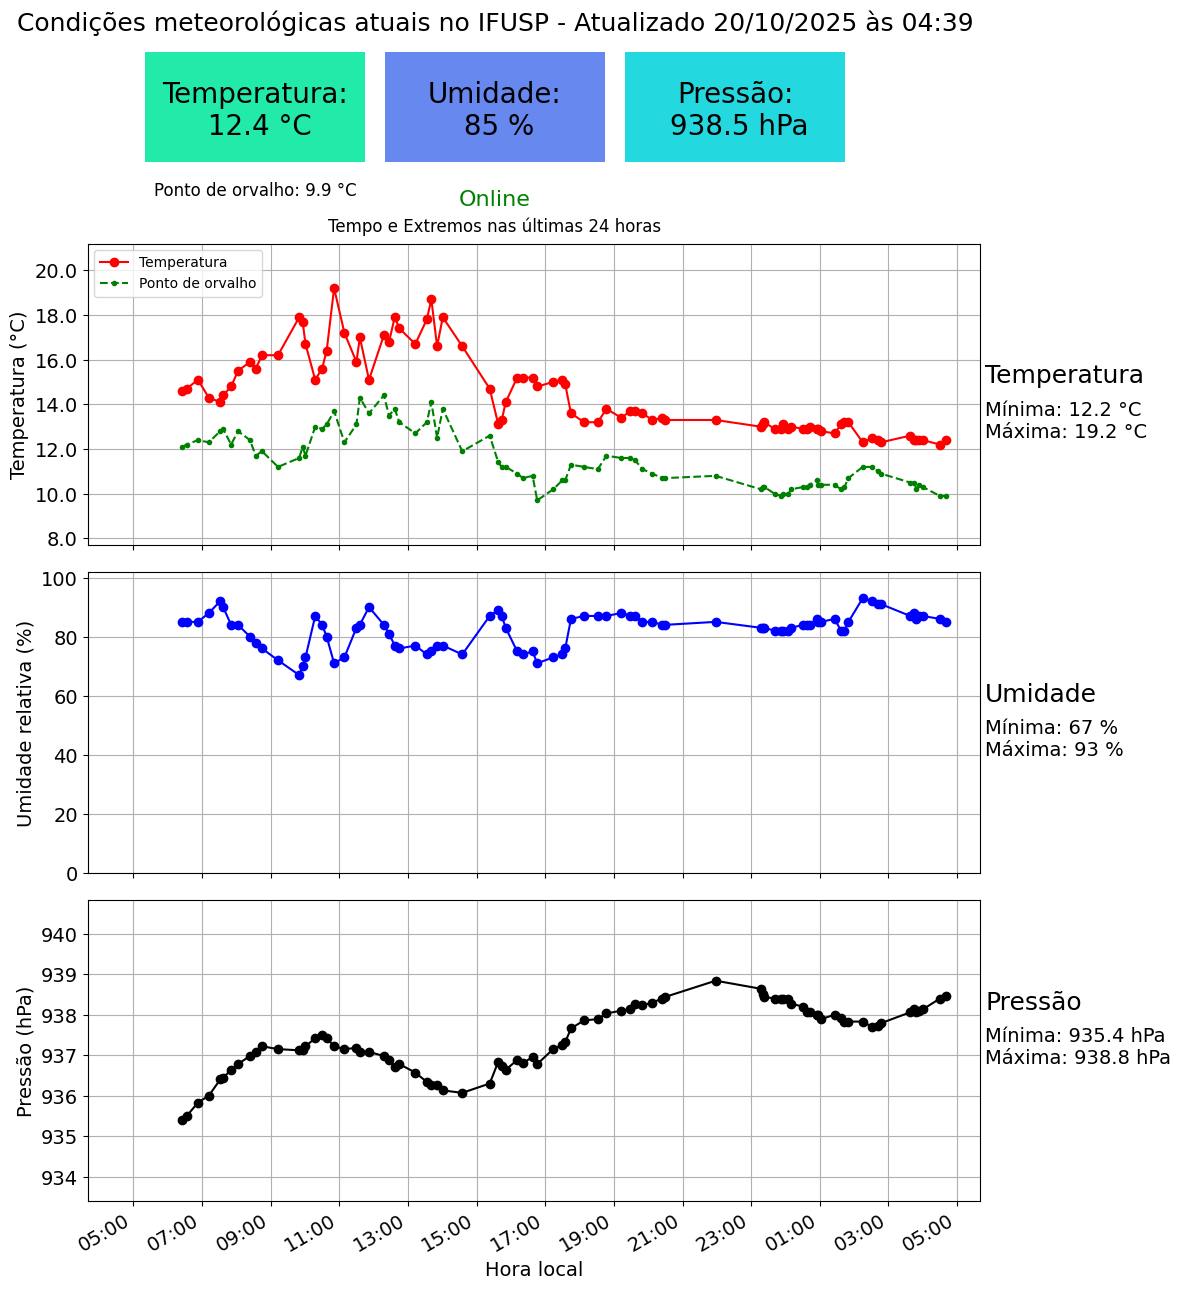 Condições meteorológicas atuais no IFUSP - Atualizado 20/10/2025 às 04:39
Temperatura:
12.4 °C
Umidade:
85 %
Pressão:
938.5 hPa
Ponto de orvalho: 9.9 °C
Online
Tempo e Extremos nas últimas 24 horas
Temperatura
Ponto de orvalho
Temperatura (°C)
20.0
18.0
16.0
14.0
12.0
10.0
8.0
Temperatura
Mínima: 12.2 °C
Máxima: 19.2 °C
Umidade relativa (%)
100
80
60
40
20
0
Umidade
Mínima: 67 %
Máxima: 93 %
Pressão (hPa)
940
939
938
937
936
935
934
Pressão
Mínima: 935.4 hPa
Máxima: 938.8 hPa
05:00 07:00 09:00 11:00 13:00 15:00 17:00 19:00 21:00 23:00 01:00 03:00 05:00
Hora local